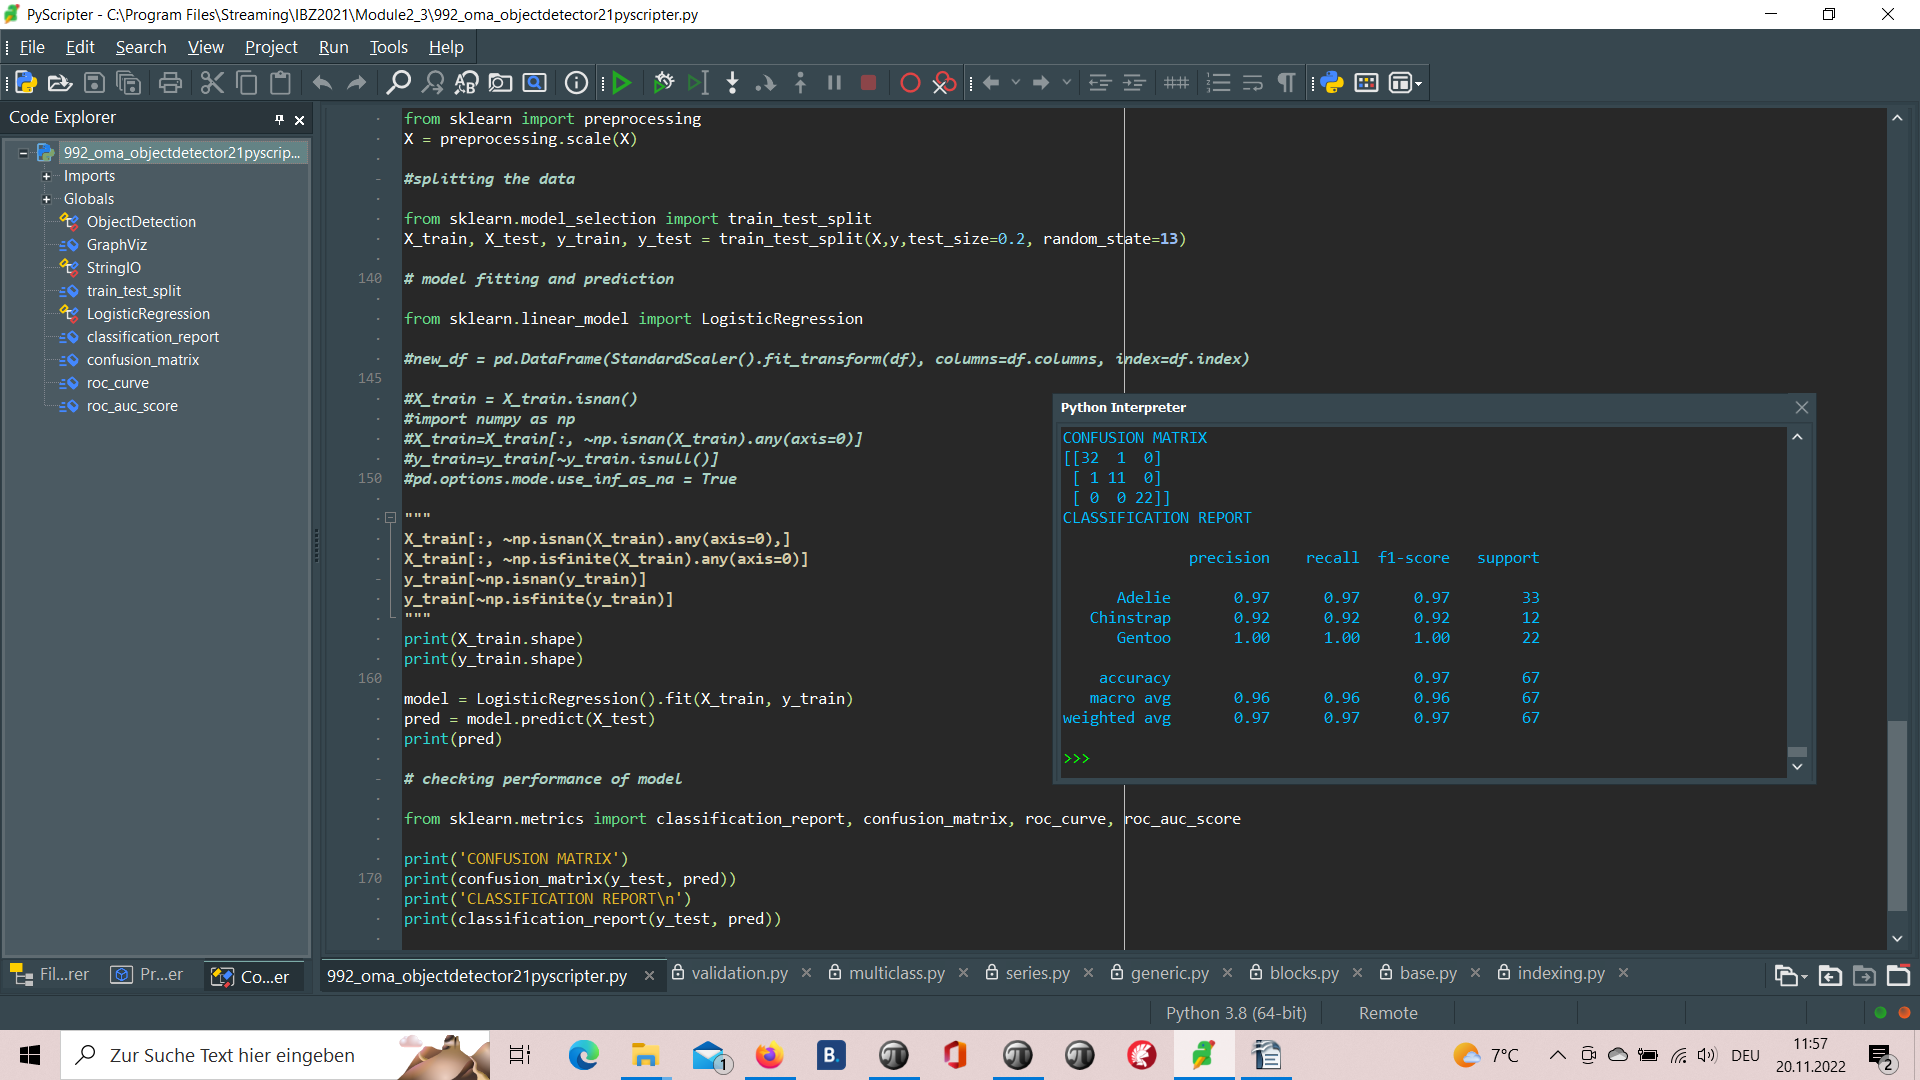 PyScripter - C:\Program Files\Streaming\IBZ2021\Module2_3\992_oma_objectdetector21pyscripter.py
File Edit Search View Project Run Tools Help
Code Explorer
992_oma_objectdetector21pyscrip...
Imports
Globals
ObjectDetection
GraphViz
StringIO
train_test_split
LogisticRegression
classification_report
confusion_matrix
roc_curve
roc_auc_score
from sklearn import preprocessing
X = preprocessing.scale(X)
#splitting the data
from sklearn.model_selection import train_test_split
X_train, X_test, y_train, y_test = train_test_split(X,y,test_size=0.2, random_state=13)
140 # model fitting and prediction
from sklearn.linear_model import LogisticRegression
#new_df = pd.DataFrame(StandardScaler().fit_transform(df), columns=df.columns, index=df.index)
145
#X_train = X_train.isnan()
#import numpy as np
#X_train=X_train[:, ~np.isnan(X_train).any(axis=0)]
#y_train=y_train[~y_train.isnull()]
150 #pd.options.mode.use_inf_as_na = True
"""
X_train[:, ~np.isnan(X_train).any(axis=0),]
X_train[:, ~np.isfinite(X_train).any(axis=0)]
y_train[~np.isnan(y_train)]
y_train[~np.isfinite(y_train)]
"""
print(X_train.shape)
print(y_train.shape)
160
model = LogisticRegression().fit(X_train, y_train)
pred = model.predict(X_test)
print(pred)
# checking performance of model
from sklearn.metrics import classification_report, confusion_matrix, roc_curve, roc_auc_score
print('CONFUSION MATRIX')
170 print(confusion_matrix(y_test, pred))
print('CLASSIFICATION REPORT\n')
print(classification_report(y_test, pred))
Python Interpreter
CONFUSION MATRIX
[[32  1  0]
[ 1 11  0]
[ 0  0 22]]
CLASSIFICATION REPORT
precision recall f1-score support
Adelie 0.97 0.97 0.97 33
Chinstrap 0.92 0.92 0.92 12
Gentoo 1.00 1.00 1.00 22
accuracy 0.97 67
macro avg 0.96 0.96 0.96 67
weighted avg 0.97 0.97 0.97 67
>>>
Fil...rer Pr...er Co...er
992_oma_objectdetector21pyscripter.py validation.py multiclass.py series.py generic.py blocks.py base.py indexing.py
Python 3.8 (64-bit) Remote
Zur Suche Text hier eingeben
1
B.
7°C
DEU
11:57
20.11.2022
2